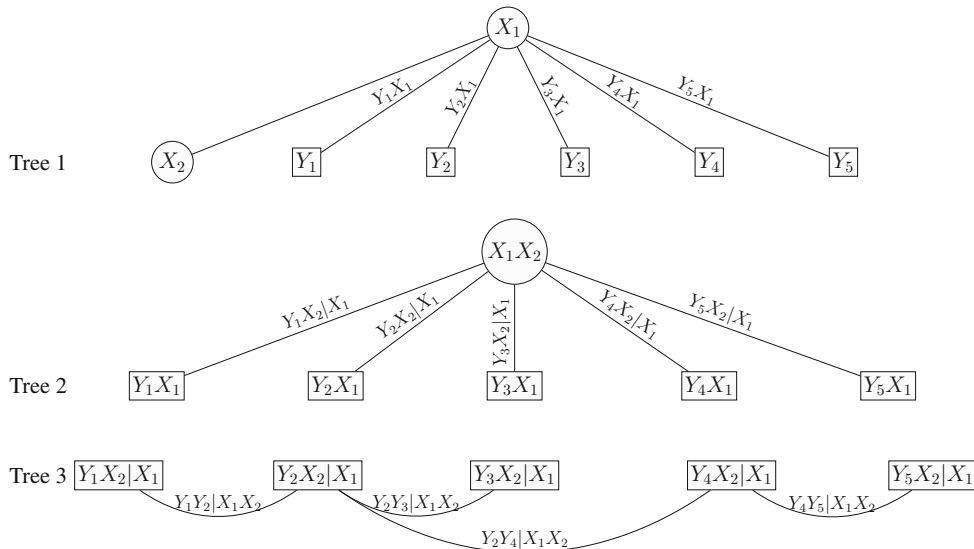 X₁
Y₁X₁ Y₂X₁ Y₃X₁ Y₄X₁ Y₅X₁
Tree 1 X₂ Y₁ Y₂ Y₃ Y₄ Y₅
X₁X₂
Y₁X₂|X₁ Y₂X₂|X₁ Y₃X₂|X₁ Y₄X₂|X₁ Y₅X₂|X₁
Tree 2 Y₁X₁ Y₂X₁ Y₃X₁ Y₄X₁ Y₅X₁
Tree 3 Y₁X₂|X₁ Y₂X₂|X₁ Y₃X₂|X₁ Y₄X₂|X₁ Y₅X₂|X₁
Y₁Y₂|X₁X₂ Y₂Y₃|X₁X₂ Y₄Y₅|X₁X₂
Y₂Y₄|X₁X₂